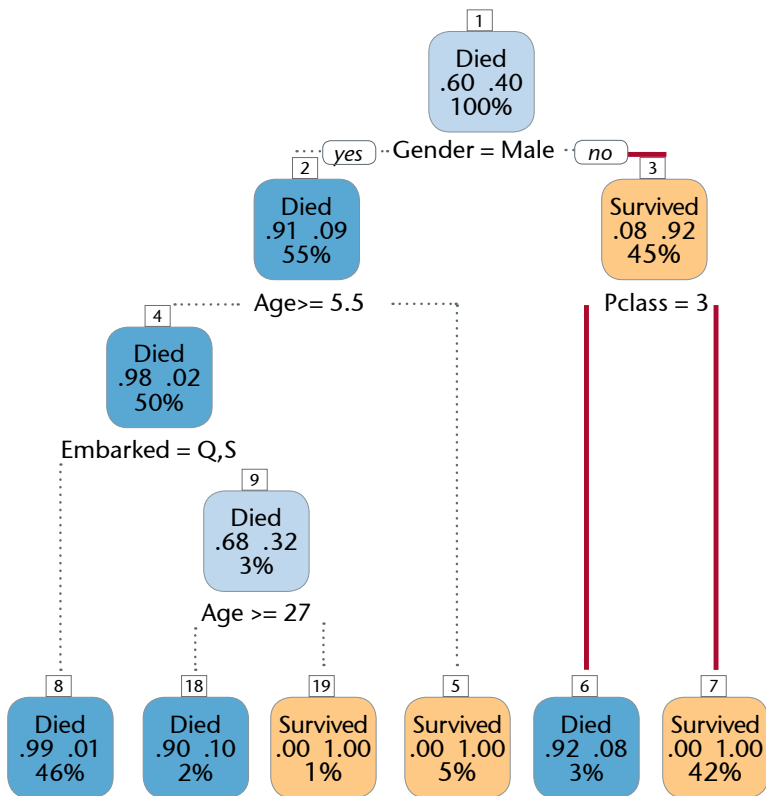 1
Died
.60 .40
100%
yes Gender = Male no
2
Died
.91 .09
55%
3
Survived
.08 .92
45%
Age>= 5.5
Pclass = 3
4
Died
.98 .02
50%
Embarked = Q,S
9
Died
.68 .32
3%
Age >= 27
8
Died
.99 .01
46%
18
Died
.90 .10
2%
19
Survived
.00 1.00
1%
5
Survived
.00 1.00
5%
6
Died
.92 .08
3%
7
Survived
.00 1.00
42%